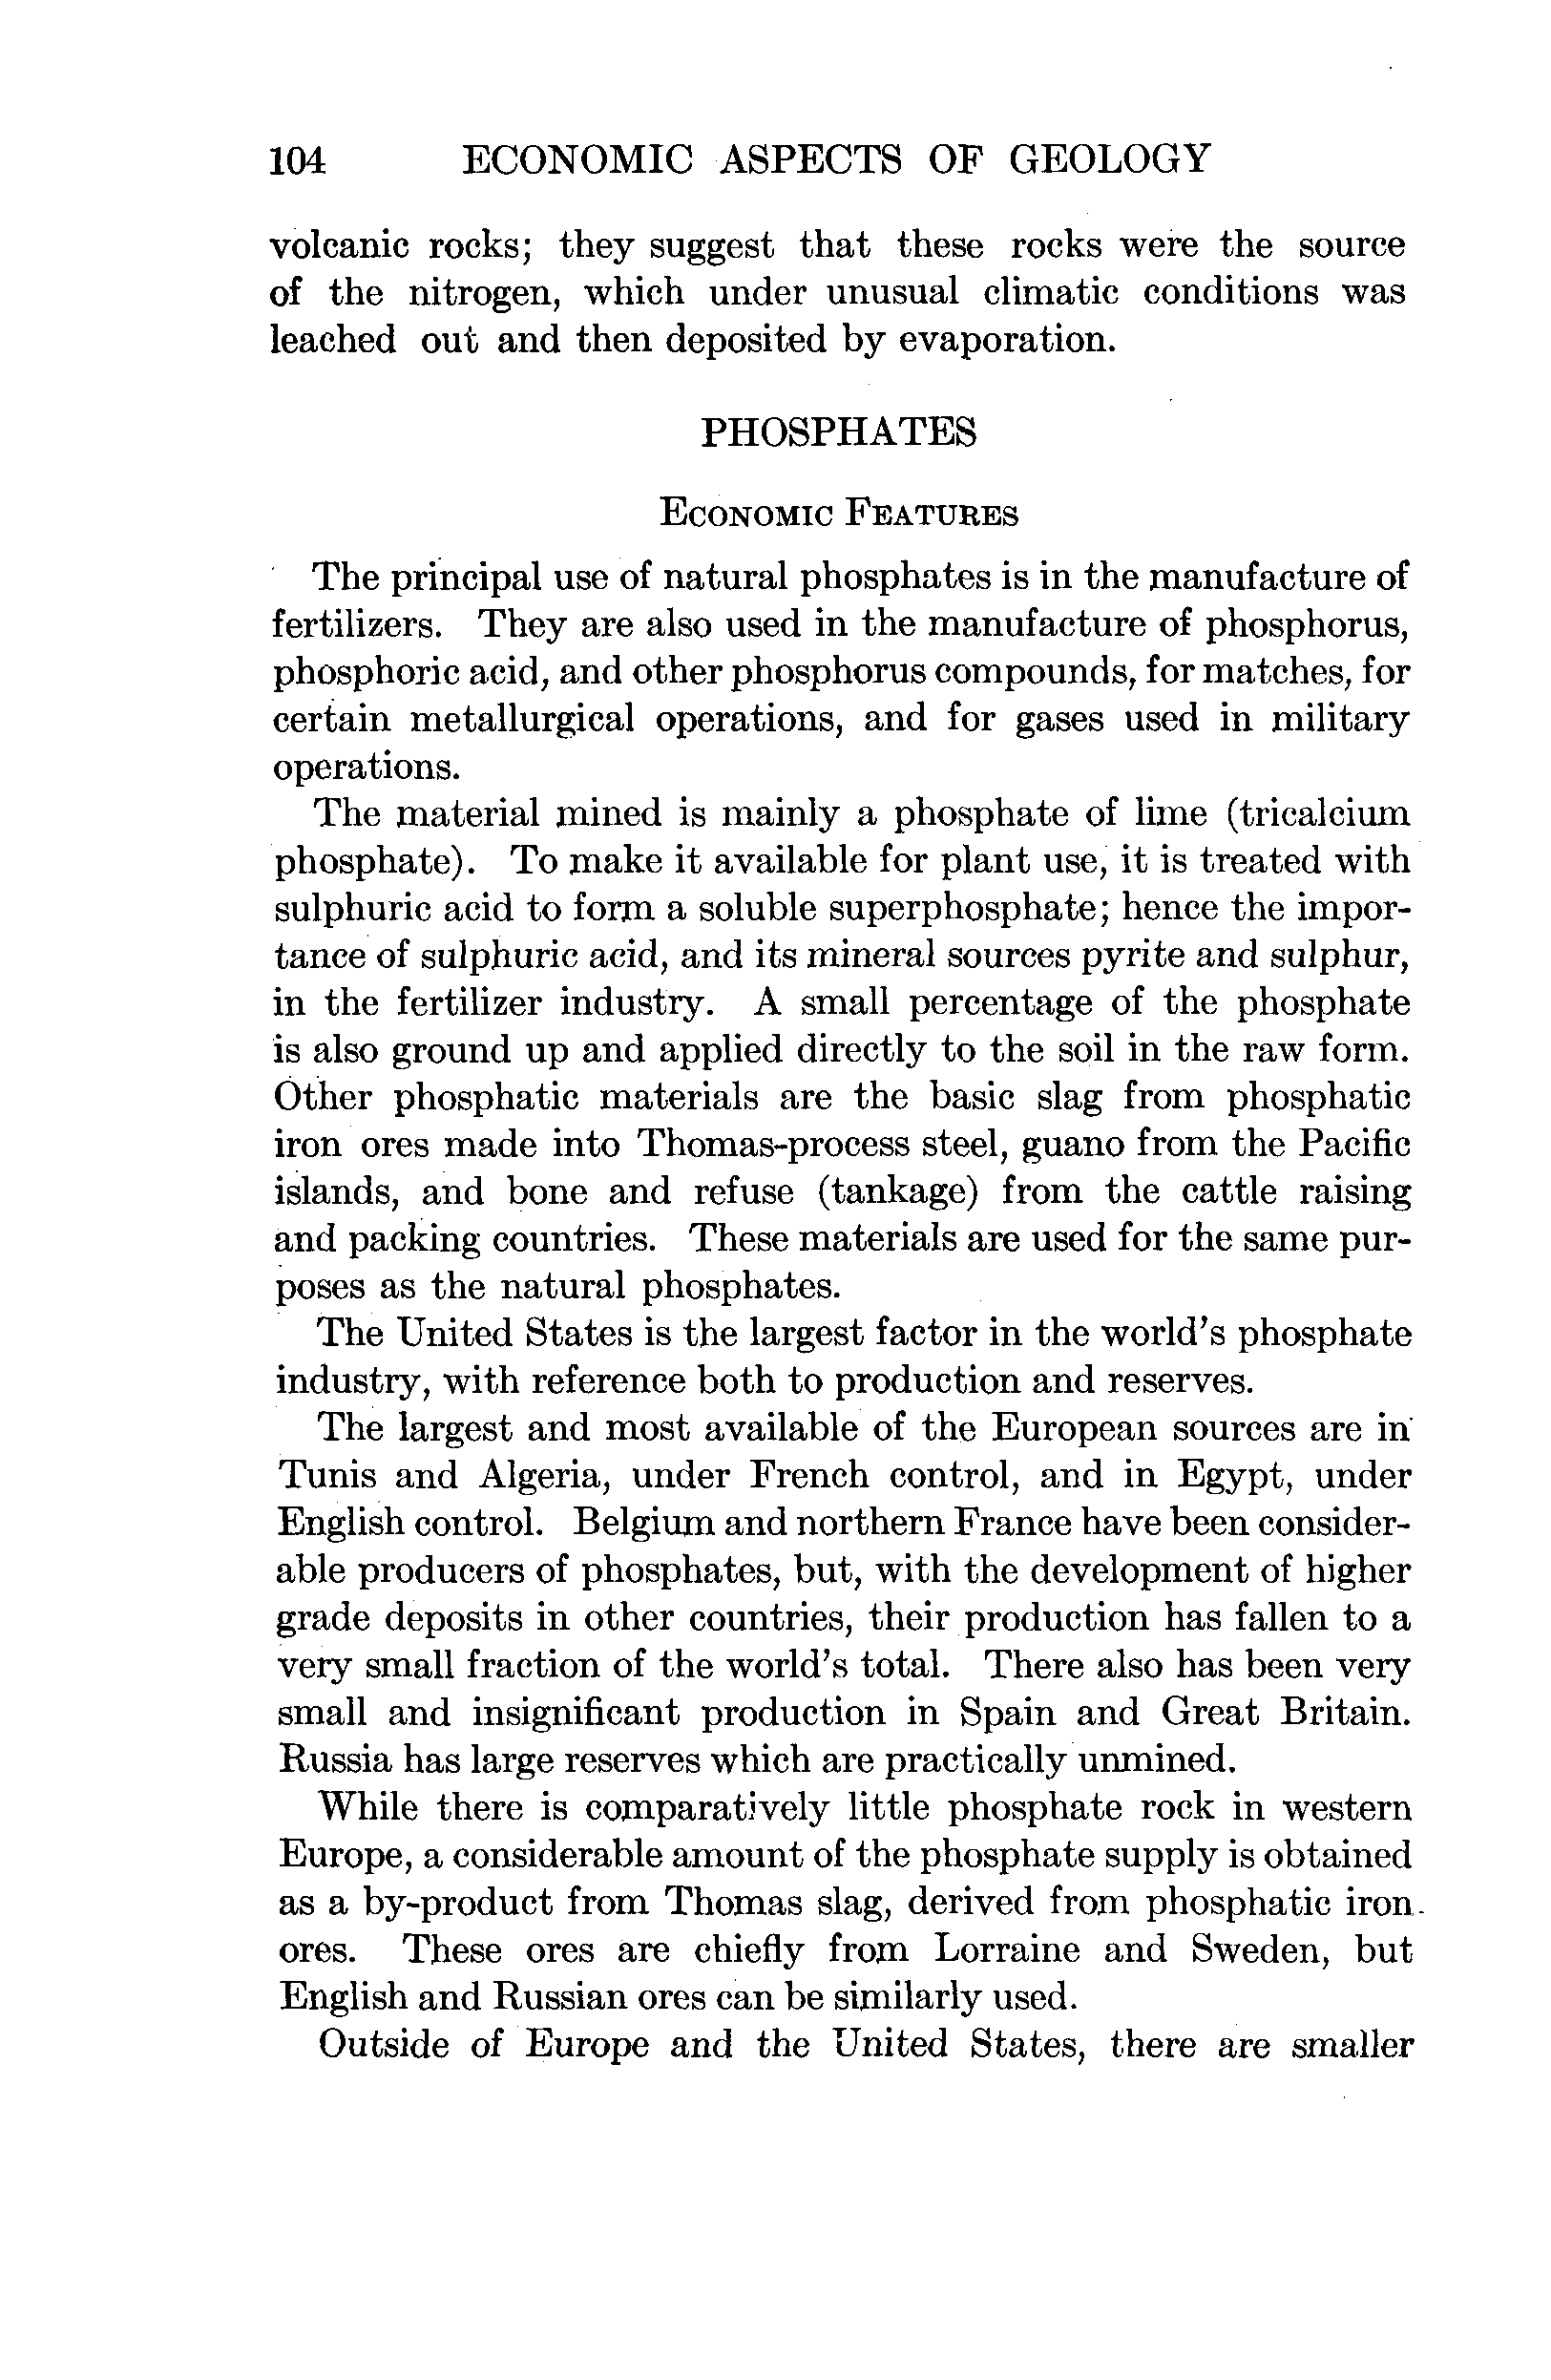 104 ECONOMIC ASPECTS OF GEOLOGY
volcanic rocks; they suggest that these rocks were the source
of the nitrogen, which under unusual climatic conditions was
leached out and then deposited by evaporation.
PHOSPHATES
ECONOMIC FEATURES
The principal use of natural phosphates is in the manufacture of
fertilizers. They are also used in the manufacture of phosphorus,
phosphoric acid, and other phosphorus compounds, for matches, for
certain metallurgical operations, and for gases used in military
operations.
The material mined is mainly a phosphate of lime (tricalcium
phosphate). To make it available for plant use, it is treated with
sulphuric acid to form a soluble superphosphate; hence the impor-
tance of sulphuric acid, and its mineral sources pyrite and sulphur,
in the fertilizer industry. A small percentage of the phosphate
is also ground up and applied directly to the soil in the raw form.
Other phosphatic materials are the basic slag from phosphatic
iron ores made into Thomas-process steel, guano from the Pacific
islands, and bone and refuse (tankage) from the cattle raising
and packing countries. These materials are used for the same pur-
poses as the natural phosphates.
The United States is the largest factor in the world's phosphate
industry, with reference both to production and reserves.
The largest and most available of the European sources are in
Tunis and Algeria, under French control, and in Egypt, under
English control. Belgium and northern France have been consider-
able producers of phosphates, but, with the development of higher
grade deposits in other countries, their production has fallen to a
very small fraction of the world's total. There also has been very
small and insignificant production in Spain and Great Britain.
Russia has large reserves which are practically unmined.
While there is comparatively little phosphate rock in western
Europe, a considerable amount of the phosphate supply is obtained
as a by-product from Thomas slag, derived from phosphatic iron
ores. These ores are chiefly from Lorraine and Sweden, but
English and Russian ores can be similarly used.
Outside of Europe and the United States, there are smaller